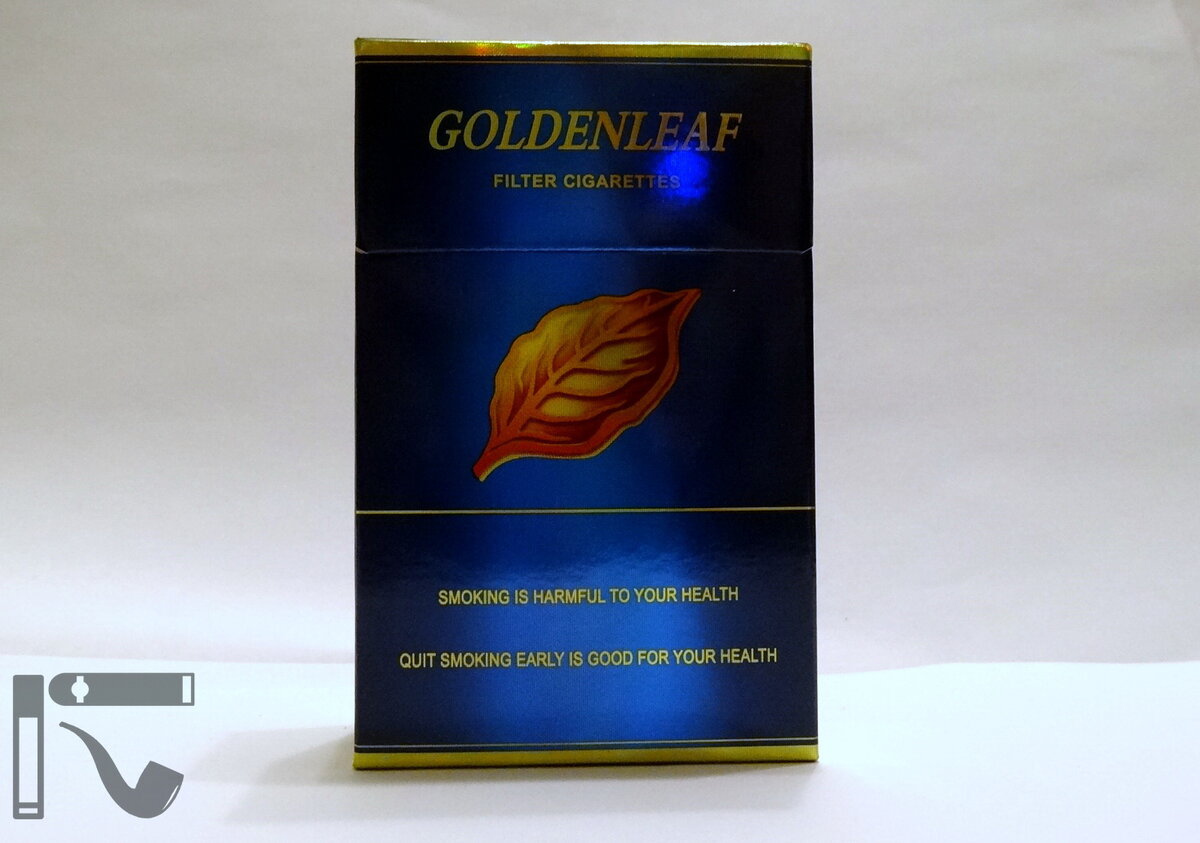 GOLDENLEAF
FILTER CIGARETTES
SMOKING IS HARMFUL TO YOUR HEALTH
QUIT SMOKING EARLY IS GOOD FOR YOUR HEALTH